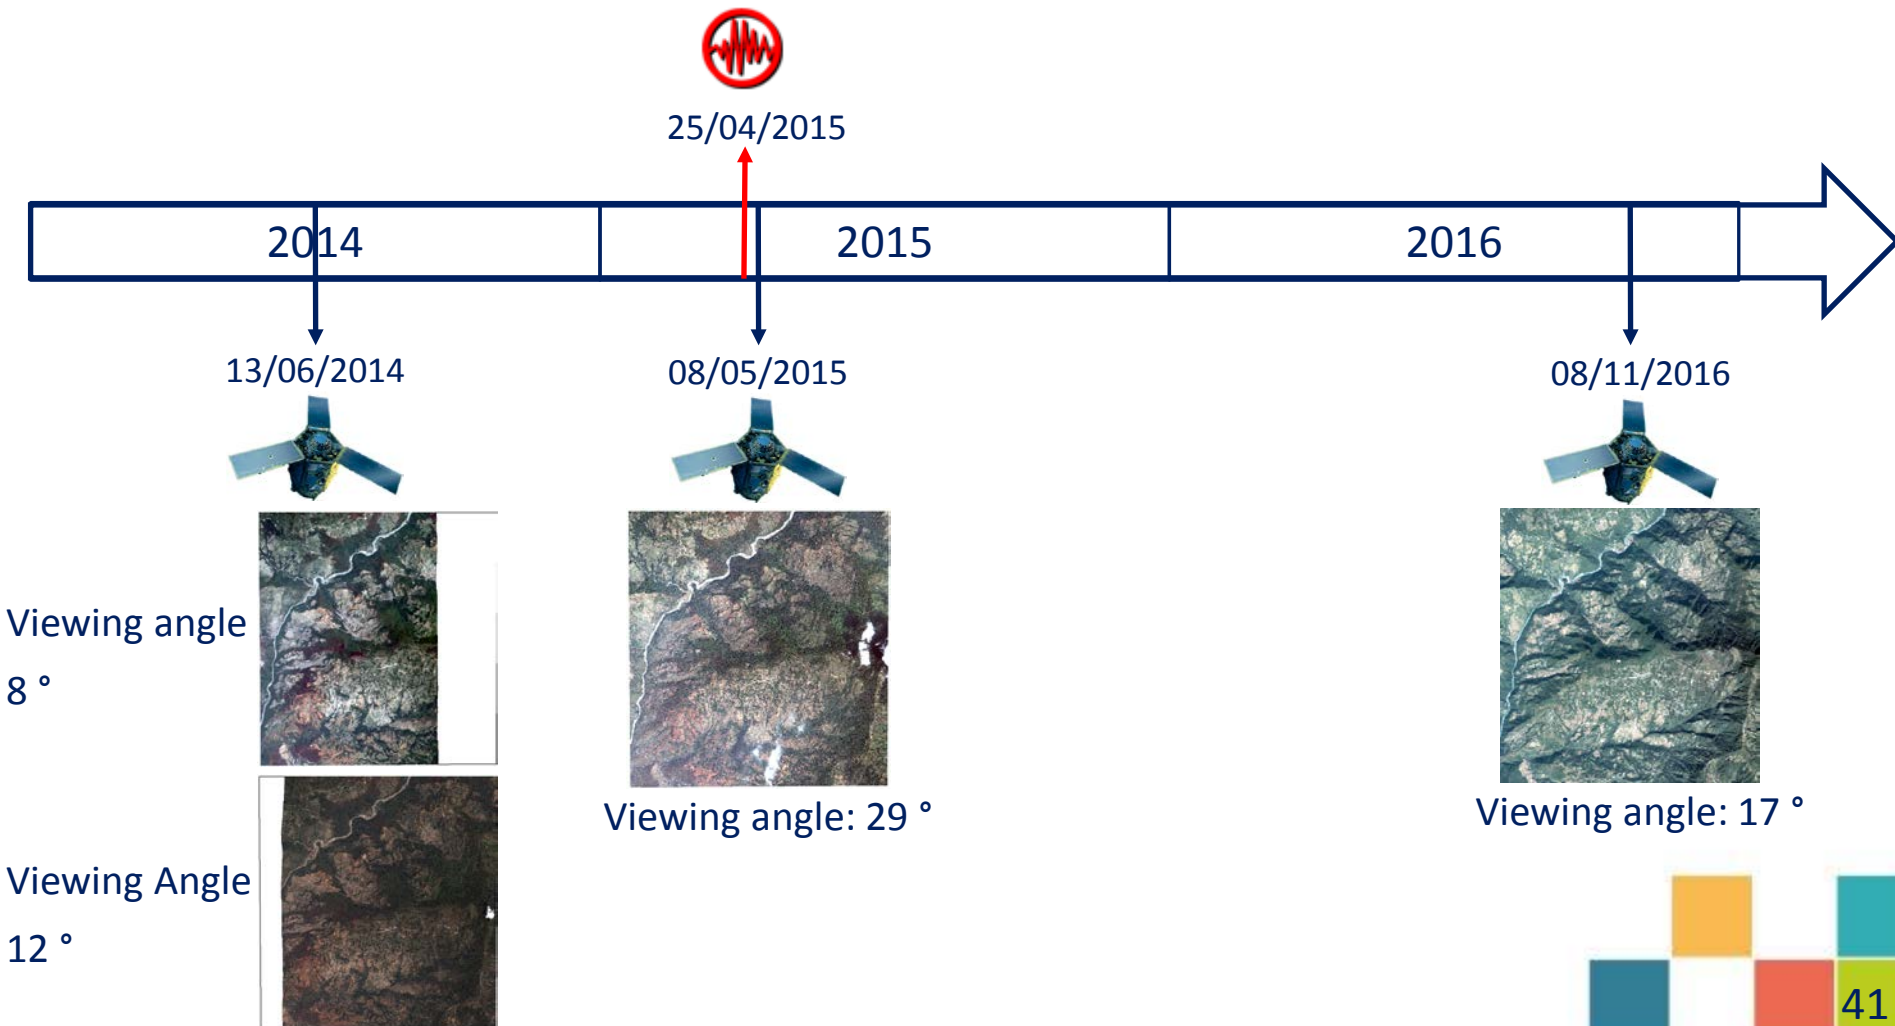 25/04/2015
2014
2015
2016
13/06/2014
08/05/2015
08/11/2016
Viewing angle
8 °
Viewing angle: 29 °
Viewing angle: 17 °
Viewing Angle
12 °
41